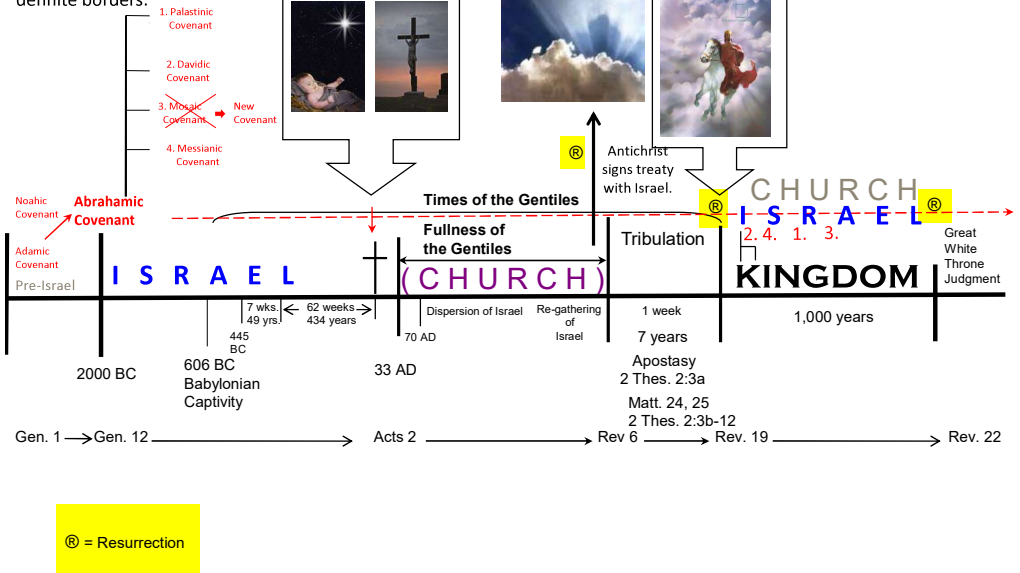 definite borders:
1. Palastinic
Covenant
2. Davidic
Covenant
3. Mosaic
Covenant
New
Covenant
4. Messianic
Covenant
Noahic
Covenant
Abrahamic
Covenant
Adamic
Covenant
Pre-Israel
I S R A E L
Times of the Gentiles
Fullness of
the Gentiles
(CHURCH)
®
Antichrist
signs treaty
with Israel.
Tribulation
®
CHURCH
I S R A E L
®
2. 4. 1. 3.
KINGDOM
Great
White
Throne
Judgment
7 wks.
49 yrs.
62 weeks
434 years
Dispersion of Israel
Re-gathering
of
Israel
1 week
7 years
1,000 years
445
BC
70 AD
2000 BC
606 BC
Babylonian
Captivity
33 AD
Apostasy
2 Thes. 2:3a
Matt. 24, 25
2 Thes. 2:3b-12
Gen. 1 Gen. 12 Acts 2 Rev 6 Rev. 19 Rev. 22
® = Resurrection